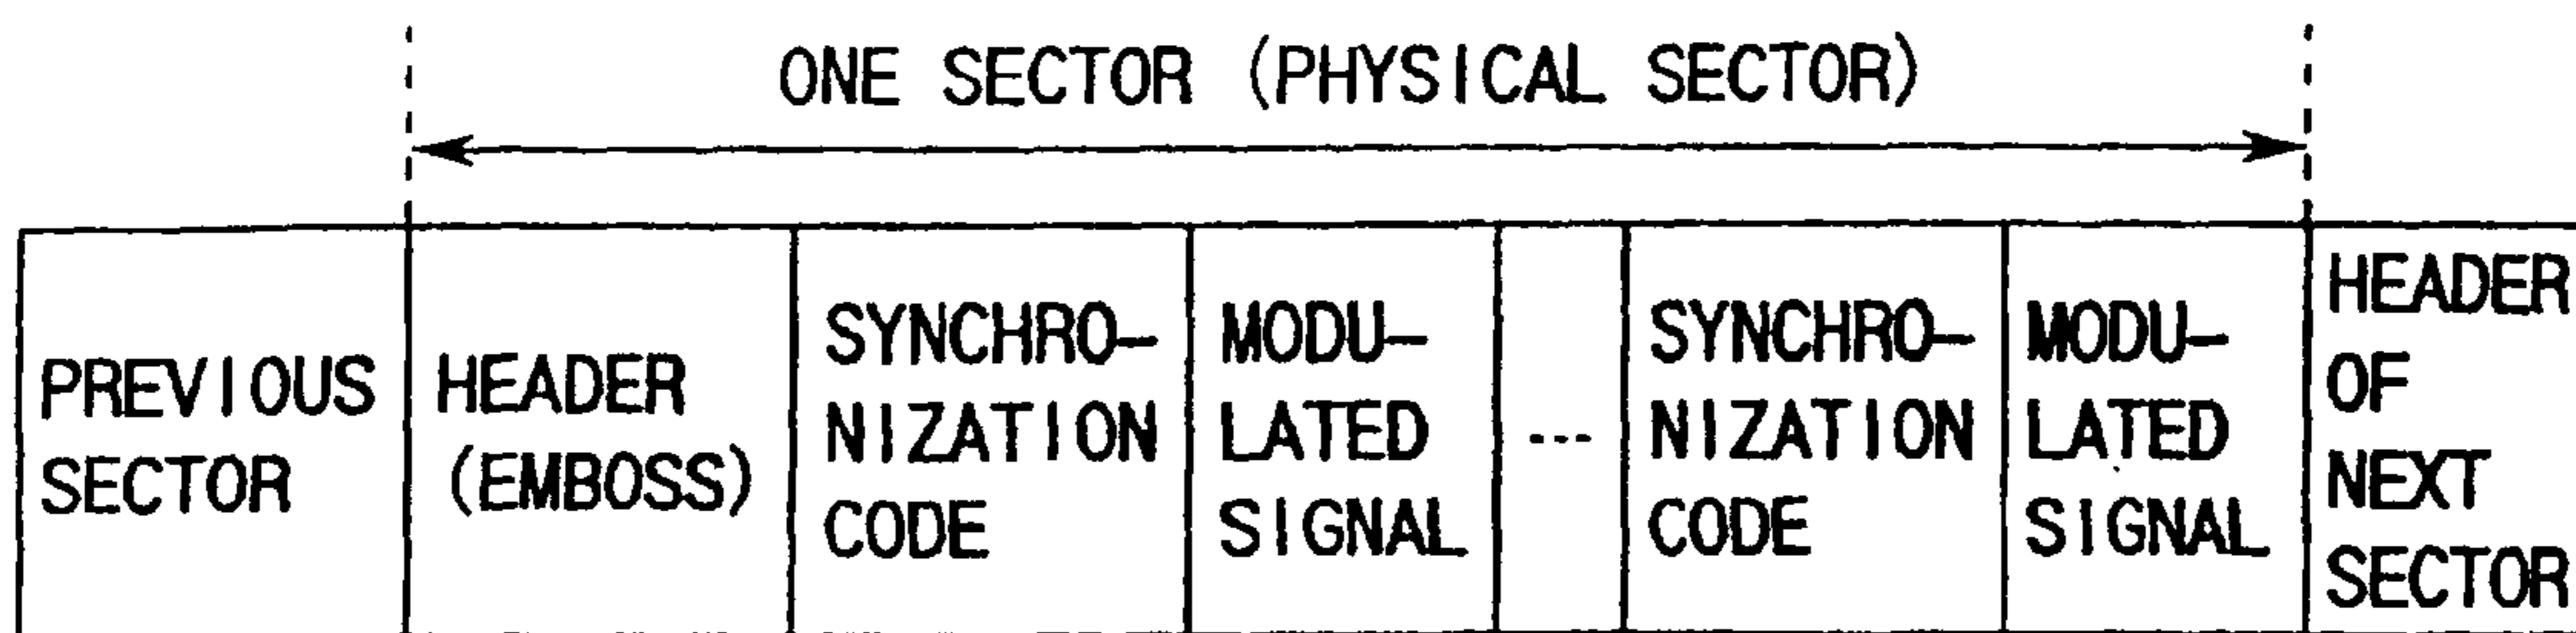 ONE SECTOR (PHYSICAL SECTOR)
PREVIOUS
SECTOR
HEADER
(EMBOSS)
SYNCHRO-
NIZATION
CODE
MODU-
LATED
SIGNAL
---
SYNCHRO-
NIZATION
CODE
MODU-
LATED
SIGNAL
HEADER
OF
NEXT
SECTOR